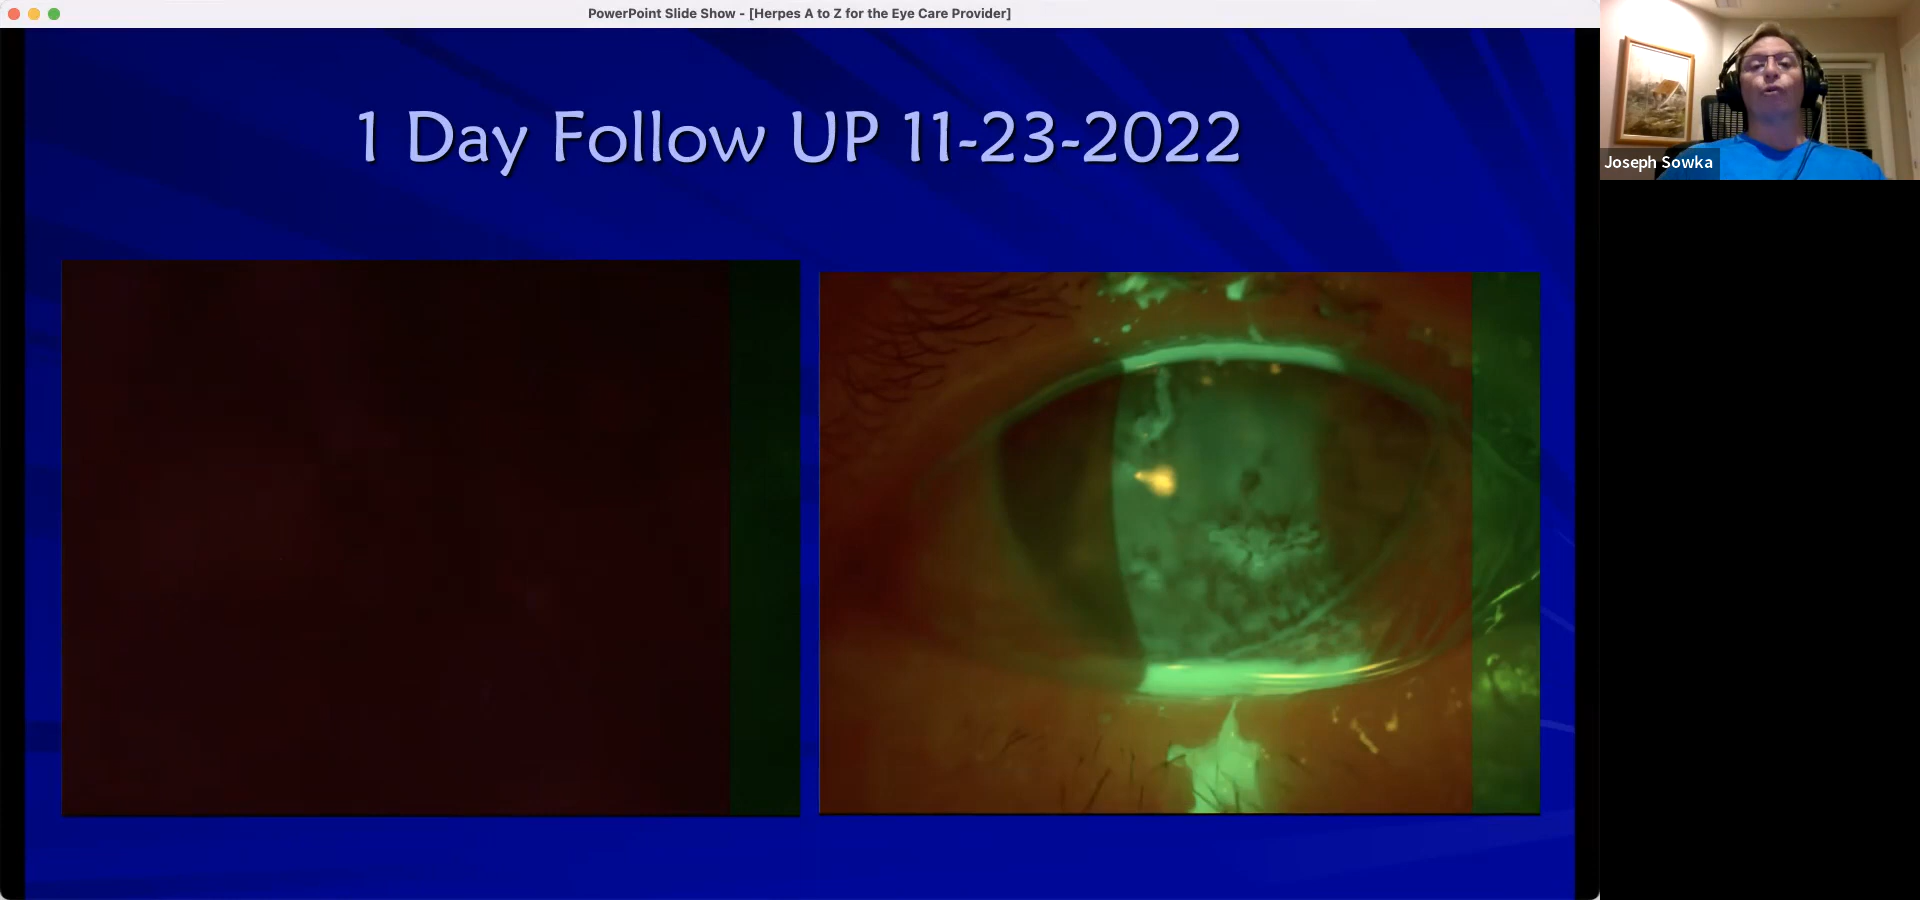 PowerPoint Slide Show - [Herpes A to Z for the Eye Care Provider]
1 Day Follow UP 11-23-2022
Joseph Sowka